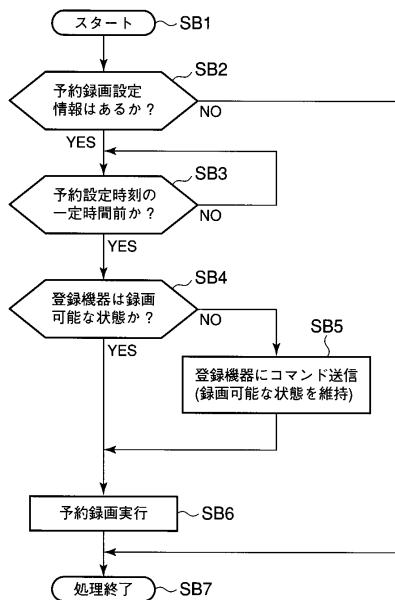 スタート
SB1
SB2
予約録画設定
情報はあるか？
NO
YES
SB3
予約設定時刻の
一定時間前か？
NO
YES
SB4
登録機器は録画
可能な状態か？
NO
YES
SB5
登録機器にコマンド送信
(録画可能な状態を維持)
予約録画実行
SB6
処理終了
SB7